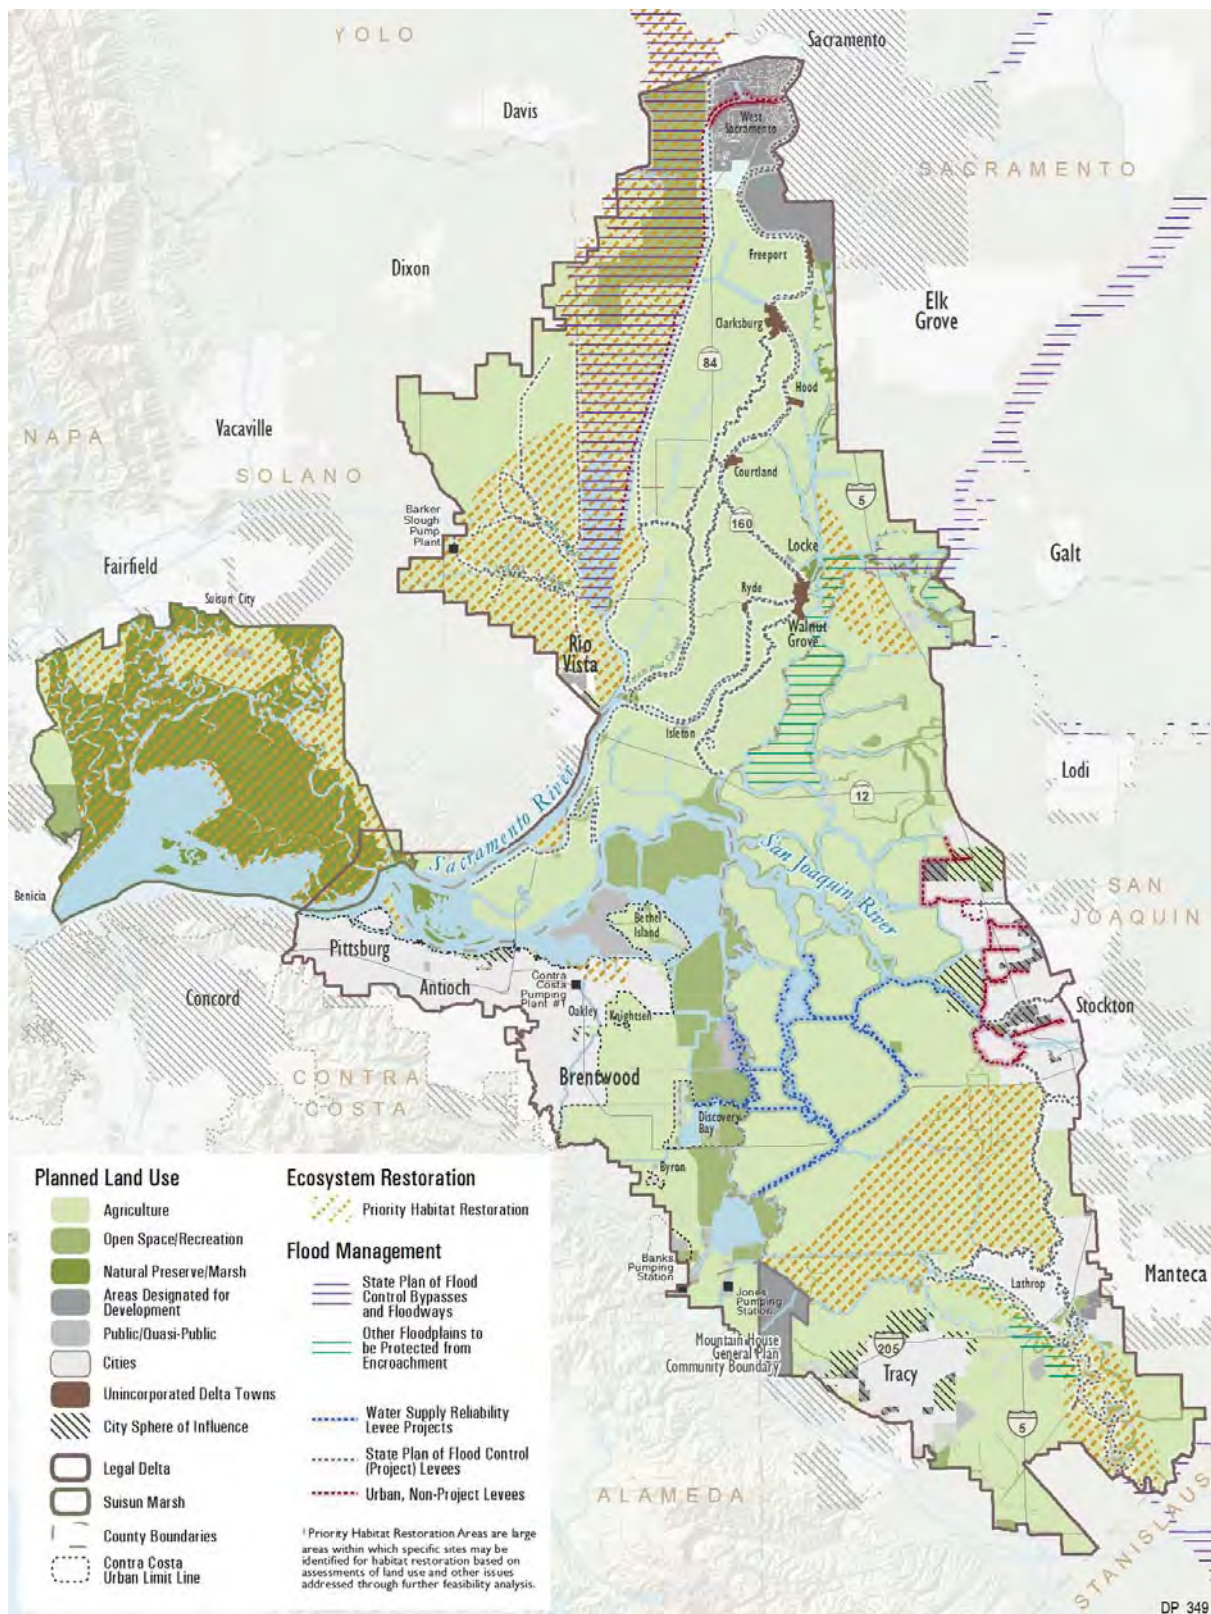 YOLO
Sacramento
Davis
West
Sacramento
SACRAMENTO
Freeport
Dixon
Elk
Grove
Clarksburg
84
Hood
NAPA
Vacaville
SOLANO
Courtland
5
160
Barker
Slough
Pump
Plant
Locke
Galt
Fairfield
Suisun City
Ryde
Walnut
Grove
Rio
Vista
Isleton
Lodi
12
Sacramento River
San Joaquin River
Benicia
SAN
JOAQUIN
Bethel
Island
Pittsburg
Antioch
Concord
Contra
Costa
Pumping
Plant #1
Oakley
Knightsen
Stockton
CONTRA
COSTA
Brentwood
Discovery
Bay
Byron
Banks
Pumping
Station
Jones
Pumping
Station
Lathrop
Manteca
Mountain House
General Plan
Community Boundary
205
Tracy
5
ALAMEDA
STANISLAUS
Planned Land Use
Agriculture
Open Space/Recreation
Natural Preserve/Marsh
Areas Designated for
Development
Public/Quasi-Public
Cities
Unincorporated Delta Towns
City Sphere of Influence
Legal Delta
Suisun Marsh
County Boundaries
Contra Costa
Urban Limit Line
Ecosystem Restoration
Priority Habitat Restoration
Flood Management
State Plan of Flood
Control Bypasses
and Floodways
Other Floodplains to
be Protected from
Encroachment
Water Supply Reliability
Levee Projects
State Plan of Flood Control
(Project) Levees
Urban, Non-Project Levees
¹ Priority Habitat Restoration Areas are large
areas within which specific sites may be
identified for habitat restoration based on
assessments of land use and other issues
addressed through further feasibility analysis.
DP_349